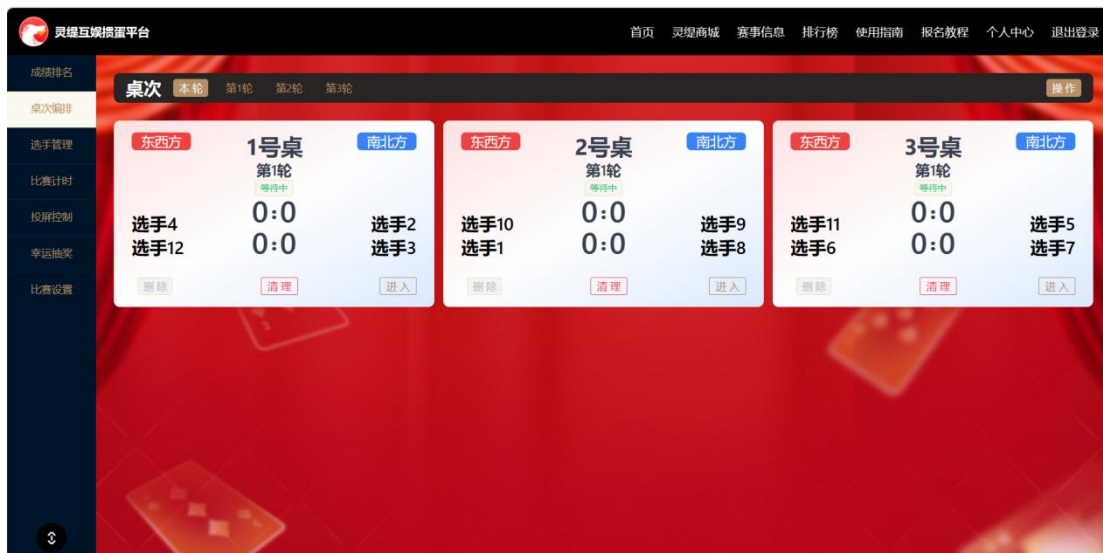 灵缇互娱掼蛋平台
首页 灵缇商城 赛事信息 排行榜 使用指南 报名教程 个人中心 退出登录
成绩排名
桌次编排
选手管理
比赛计时
投屏控制
幸运抽奖
比赛设置
桌次 本轮 第1轮 第2轮 第3轮 操作
东西方 1号桌 南北方
第1轮
等待中
选手4 0:0 选手2
选手12 0:0 选手3
删除 清理 进入
东西方 2号桌 南北方
第1轮
等待中
选手10 0:0 选手9
选手1 0:0 选手8
删除 清理 进入
东西方 3号桌 南北方
第1轮
等待中
选手11 0:0 选手5
选手6 0:0 选手7
删除 清理 进入